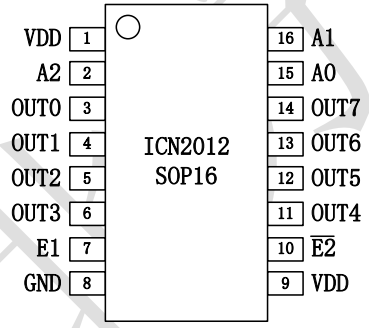 VDD 1 16 A1
A2 2 15 A0
OUT0 3 14 OUT7
OUT1 4 13 OUT6
ICN2012
OUT2 5 12 OUT5
SOP16
OUT3 6 11 OUT4
E1 7 10 E̅2̅
GND 8 9 VDD